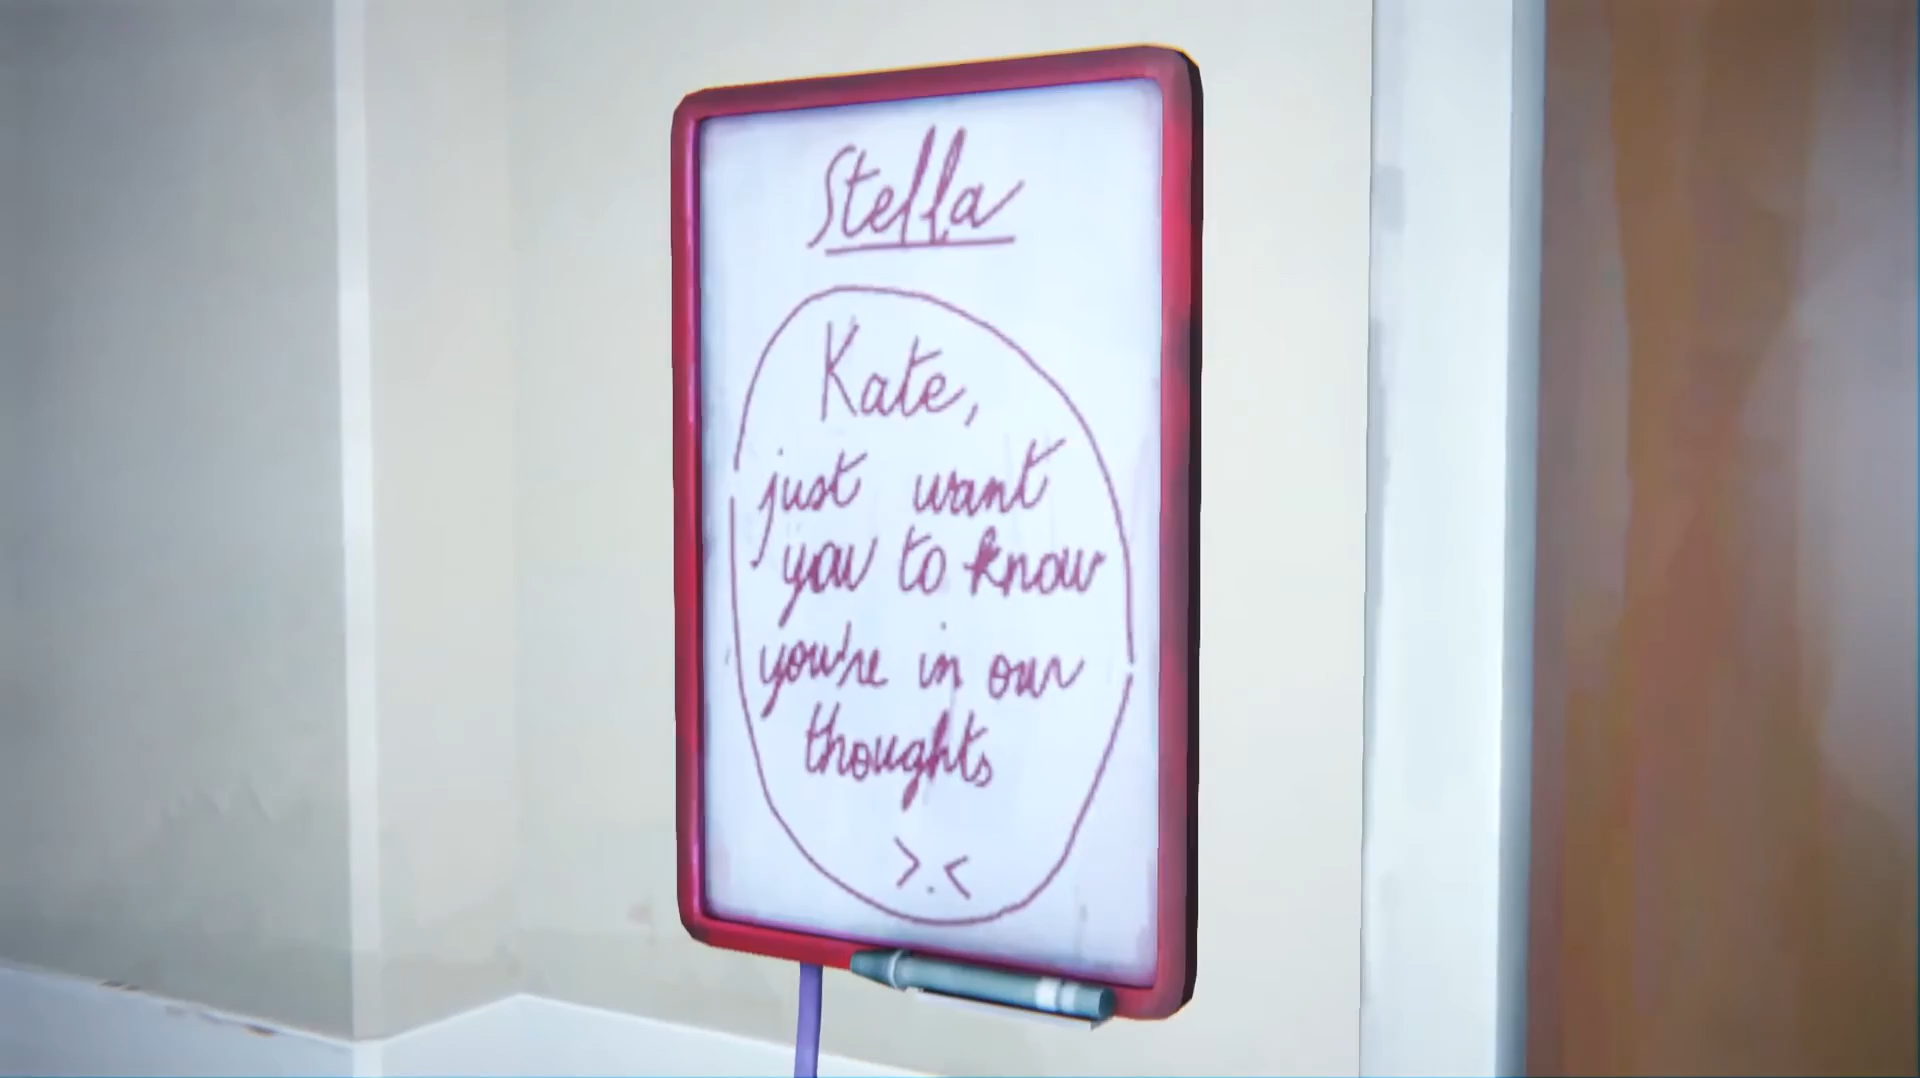 Stella
Kate,
just want
you to know
you're in our
thoughts
>.<